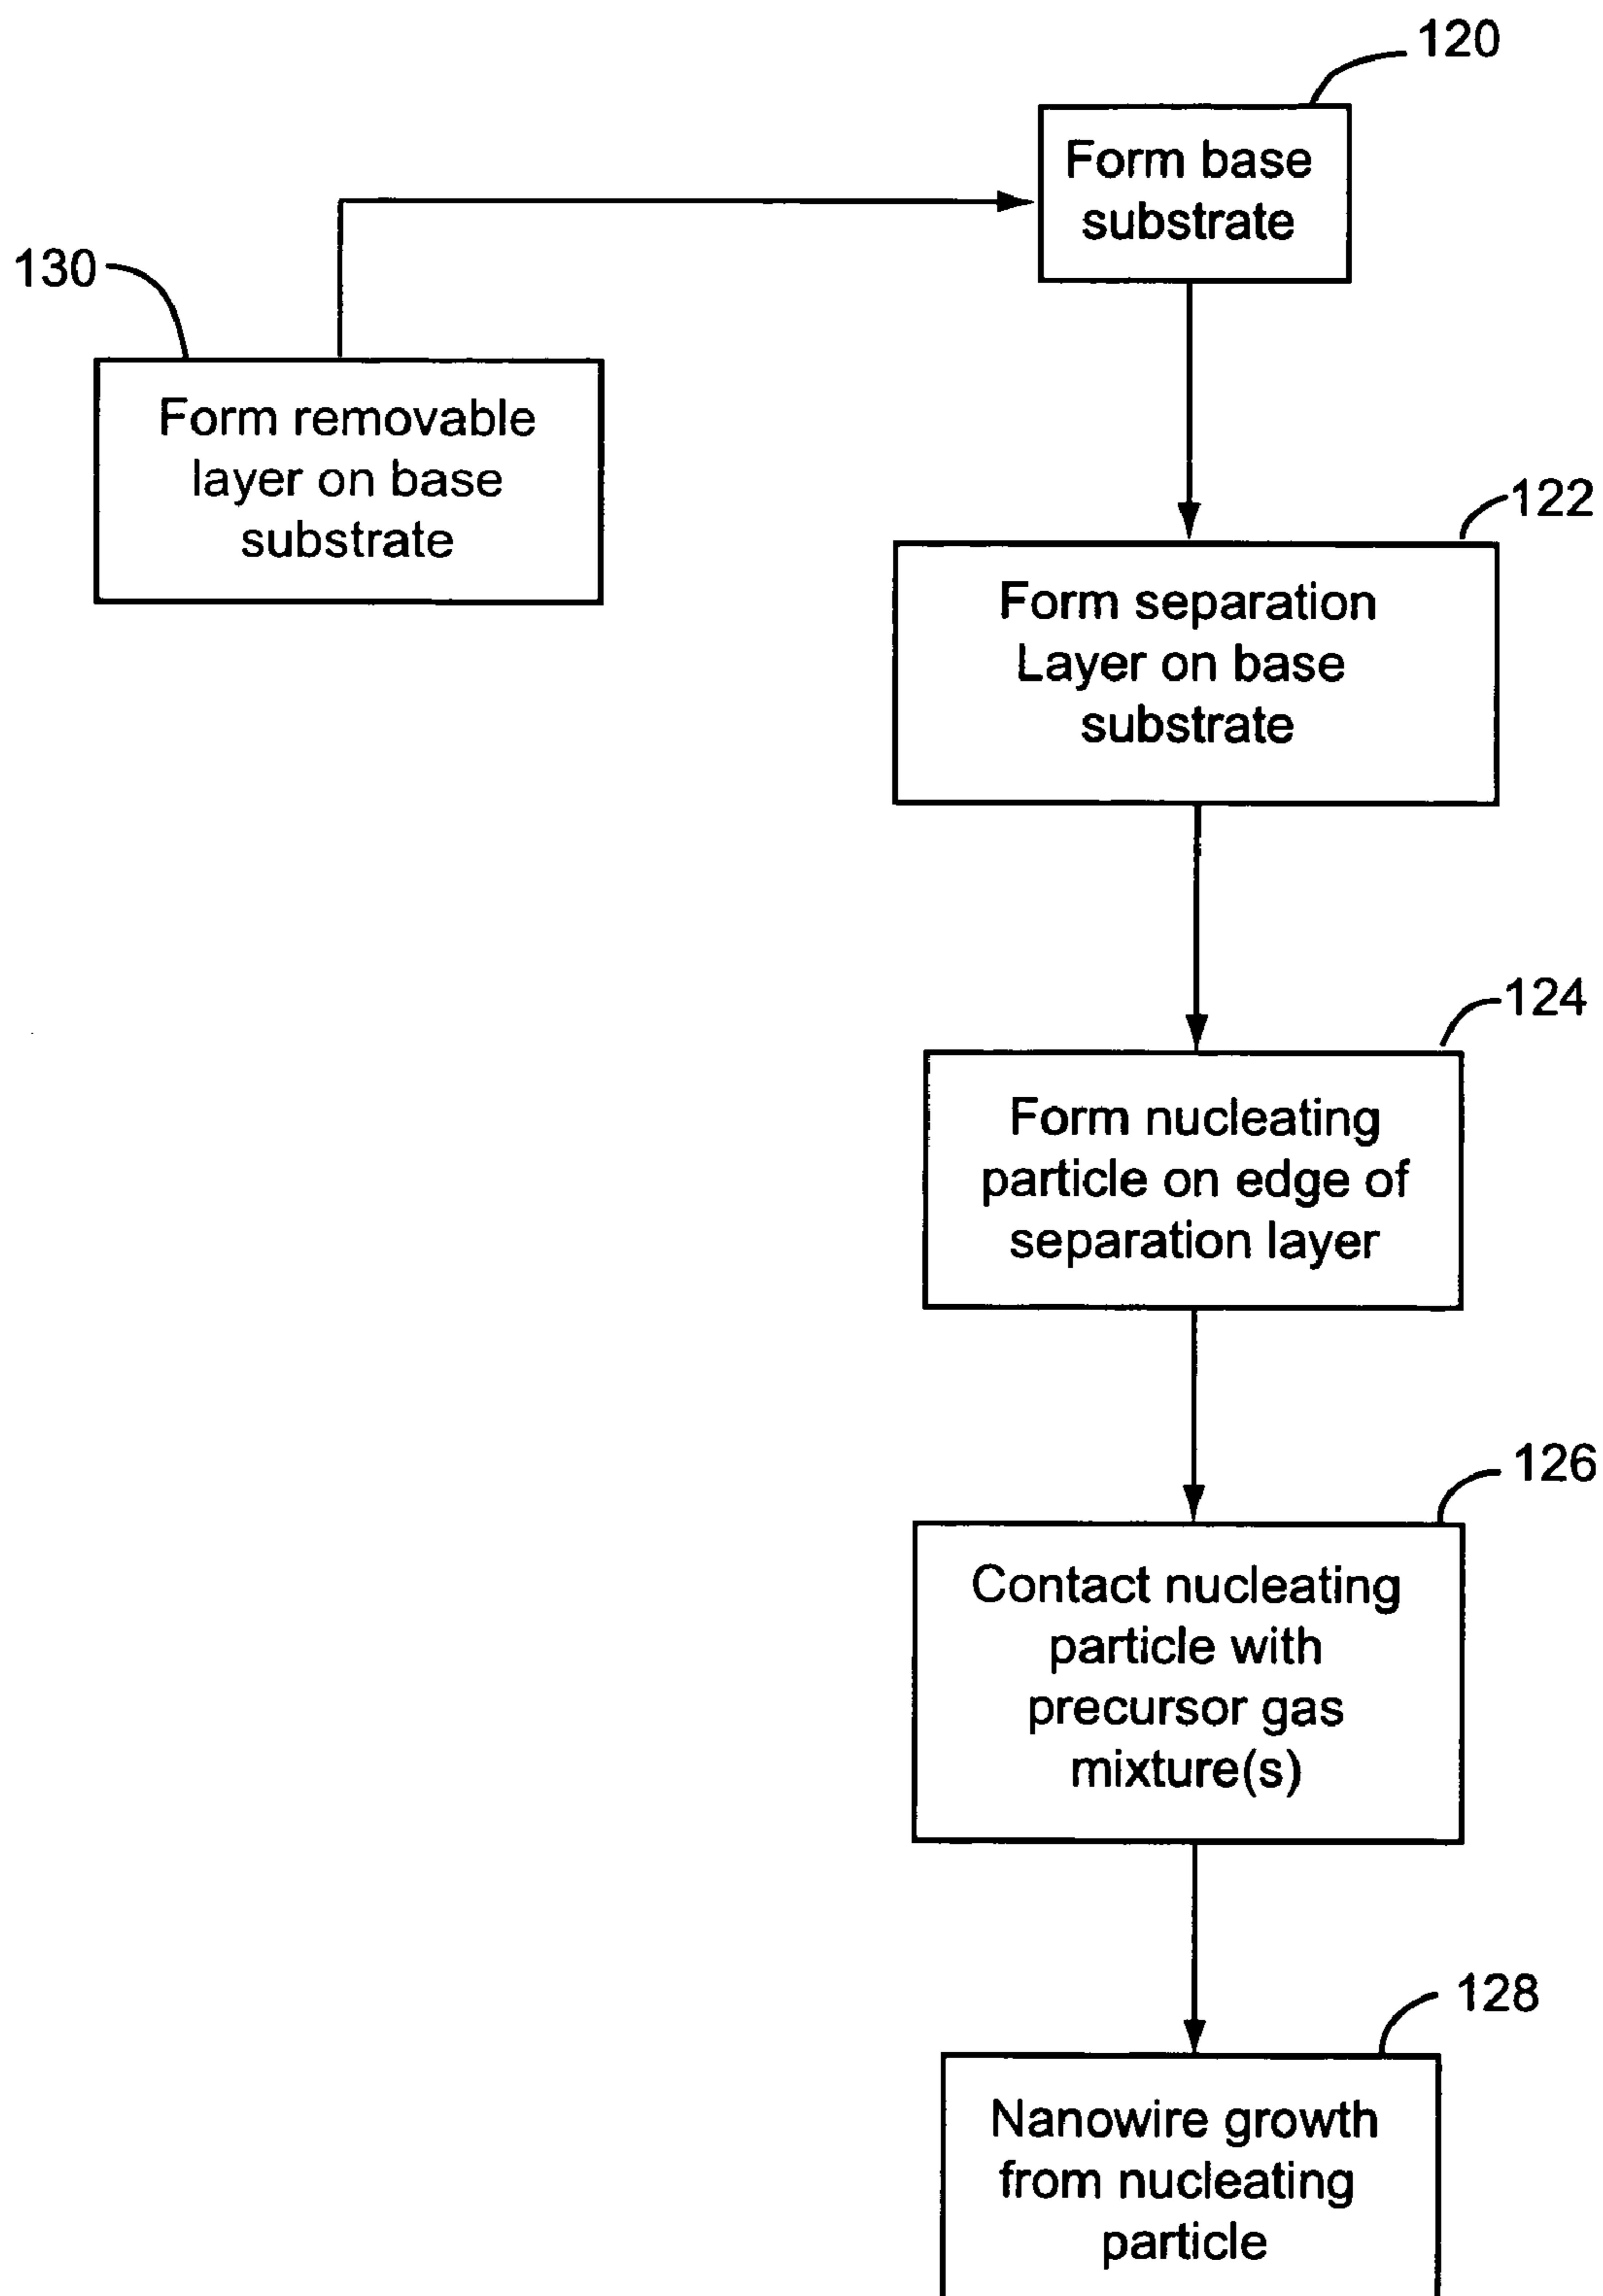 120
Form base
substrate
130
Form removable
layer on base
substrate
122
Form separation
Layer on base
substrate
124
Form nucleating
particle on edge of
separation layer
126
Contact nucleating
particle with
precursor gas
mixture(s)
128
Nanowire growth
from nucleating
particle